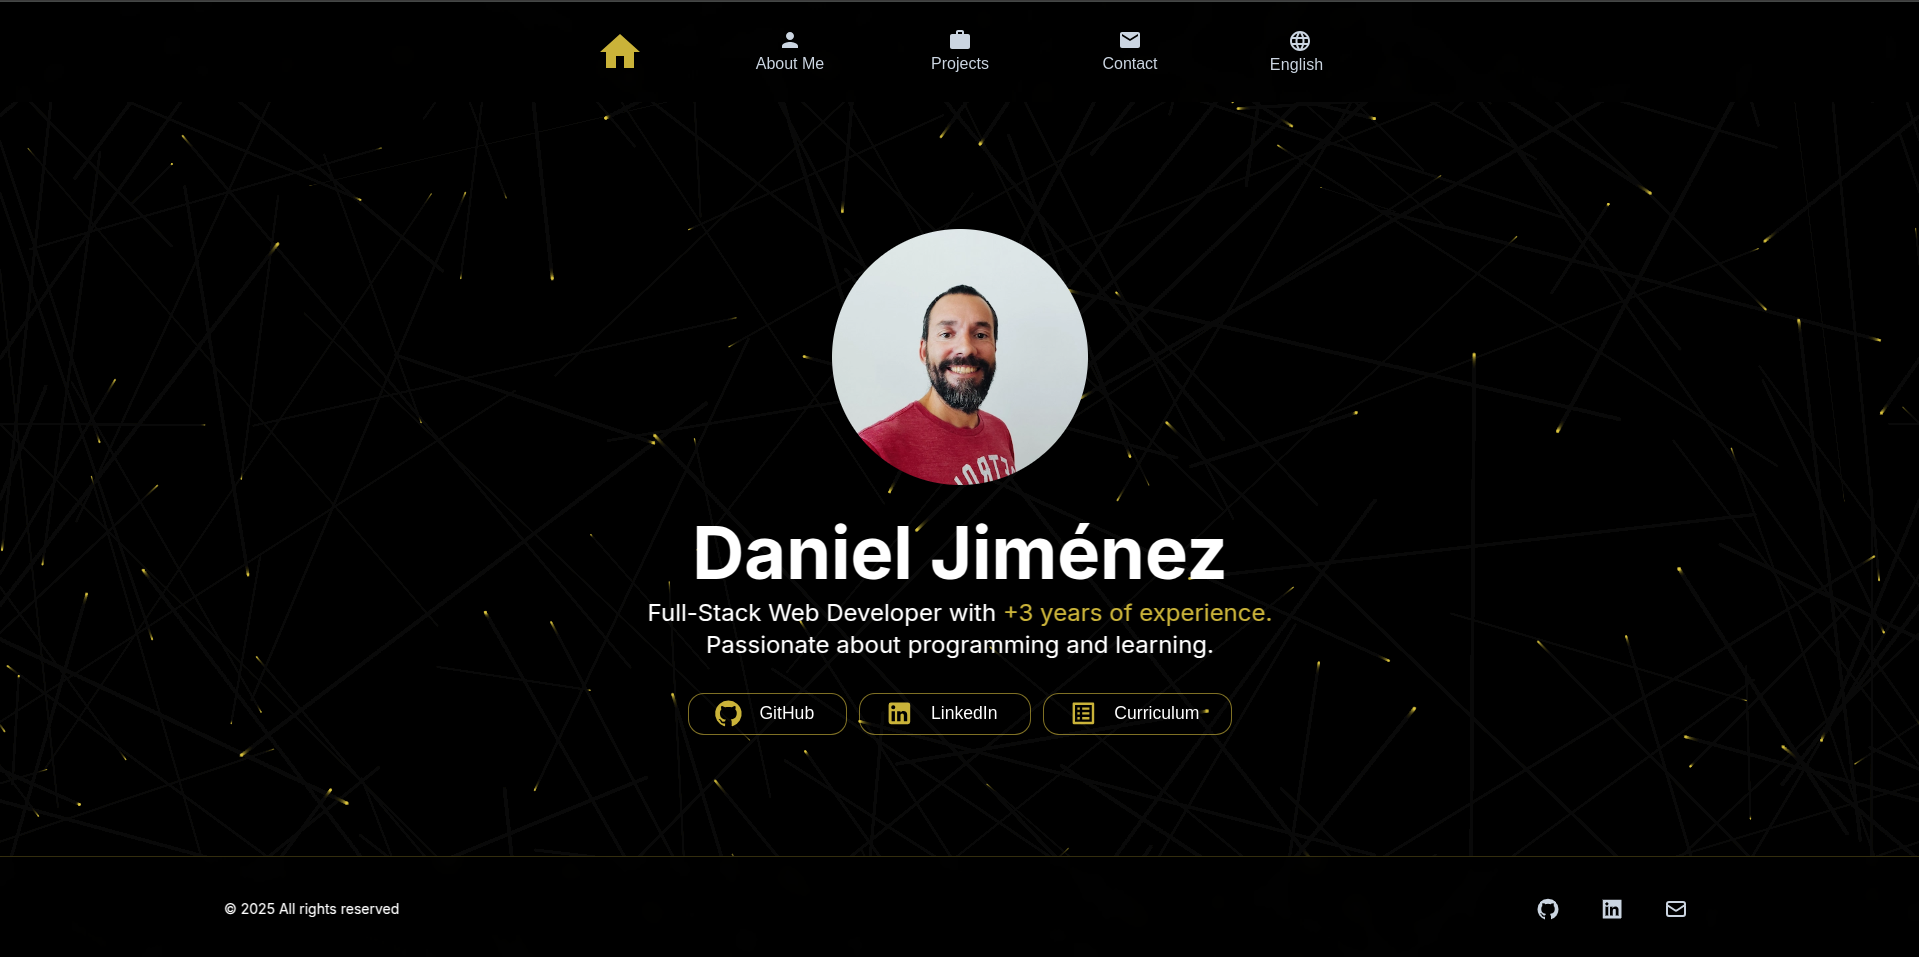 About Me
Projects
Contact
English
Daniel Jiménez
Full-Stack Web Developer with +3 years of experience.
Passionate about programming and learning.
GitHub
LinkedIn
Curriculum
© 2025 All rights reserved